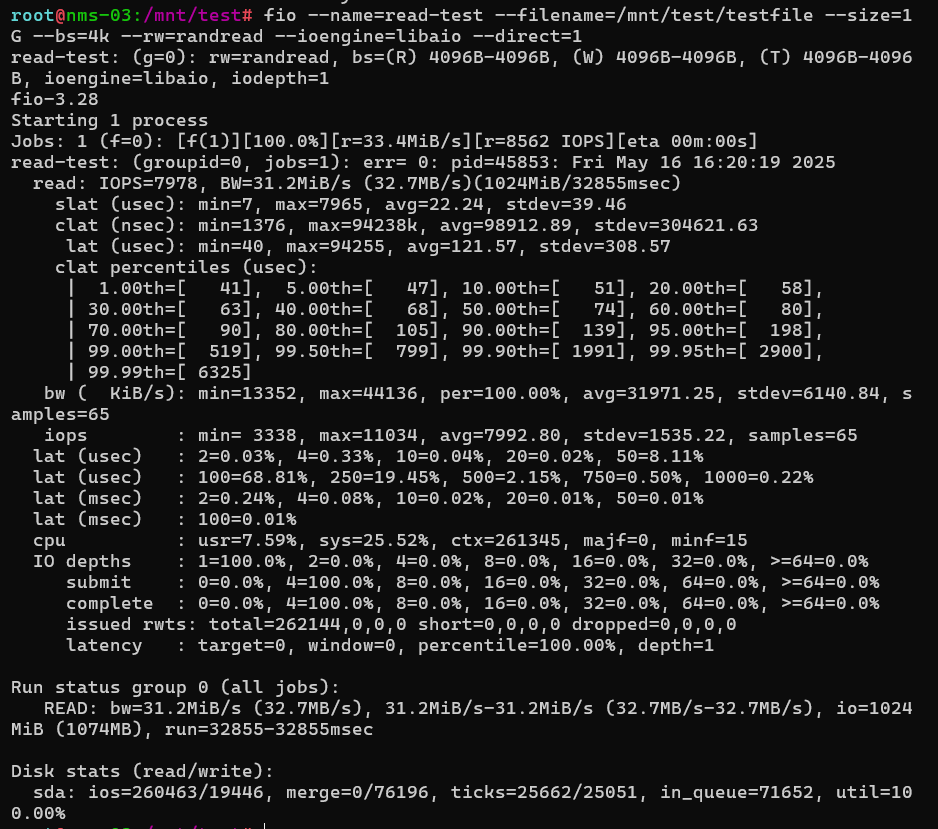 root@nms-03:/mnt/test# fio --name=read-test --filename=/mnt/test/testfile --size=1
G --bs=4k --rw=randread --ioengine=libaio --direct=1
read-test: (g=0): rw=randread, bs=(R) 4096B-4096B, (W) 4096B-4096B, (T) 4096B-4096
B, ioengine=libaio, iodepth=1
fio-3.28
Starting 1 process
Jobs: 1 (f=0): [f(1)][100.0%][r=33.4MiB/s][r=8562 IOPS][eta 00m:00s]
read-test: (groupid=0, jobs=1): err= 0: pid=45853: Fri May 16 16:20:19 2025
  read: IOPS=7978, BW=31.2MiB/s (32.7MB/s)(1024MiB/32855msec)
    slat (usec): min=7, max=7965, avg=22.24, stdev=39.46
    clat (nsec): min=1376, max=94238k, avg=98912.89, stdev=304621.63
     lat (usec): min=40, max=94255, avg=121.57, stdev=308.57
    clat percentiles (usec):
     |  1.00th=[   41],  5.00th=[   47], 10.00th=[   51], 20.00th=[   58],
     | 30.00th=[   63], 40.00th=[   68], 50.00th=[   74], 60.00th=[   80],
     | 70.00th=[   90], 80.00th=[  105], 90.00th=[  139], 95.00th=[  198],
     | 99.00th=[  519], 99.50th=[  799], 99.90th=[ 1991], 99.95th=[ 2900],
     | 99.99th=[ 6325]
   bw (  KiB/s): min=13352, max=44136, per=100.00%, avg=31971.25, stdev=6140.84, s
amples=65
   iops        : min= 3338, max=11034, avg=7992.80, stdev=1535.22, samples=65
  lat (usec)   : 2=0.03%, 4=0.33%, 10=0.04%, 20=0.02%, 50=8.11%
  lat (usec)   : 100=68.81%, 250=19.45%, 500=2.15%, 750=0.50%, 1000=0.22%
  lat (msec)   : 2=0.24%, 4=0.08%, 10=0.02%, 20=0.01%, 50=0.01%
  lat (msec)   : 100=0.01%
  cpu          : usr=7.59%, sys=25.52%, ctx=261345, majf=0, minf=15
  IO depths    : 1=100.0%, 2=0.0%, 4=0.0%, 8=0.0%, 16=0.0%, 32=0.0%, >=64=0.0%
     submit    : 0=0.0%, 4=100.0%, 8=0.0%, 16=0.0%, 32=0.0%, 64=0.0%, >=64=0.0%
     complete  : 0=0.0%, 4=100.0%, 8=0.0%, 16=0.0%, 32=0.0%, 64=0.0%, >=64=0.0%
     issued rwts: total=262144,0,0,0 short=0,0,0,0 dropped=0,0,0,0
     latency   : target=0, window=0, percentile=100.00%, depth=1

Run status group 0 (all jobs):
   READ: bw=31.2MiB/s (32.7MB/s), 31.2MiB/s-31.2MiB/s (32.7MB/s-32.7MB/s), io=1024
MiB (1074MB), run=32855-32855msec

Disk stats (read/write):
  sda: ios=260463/19446, merge=0/76196, ticks=25662/25051, in_queue=71652, util=10
0.00%